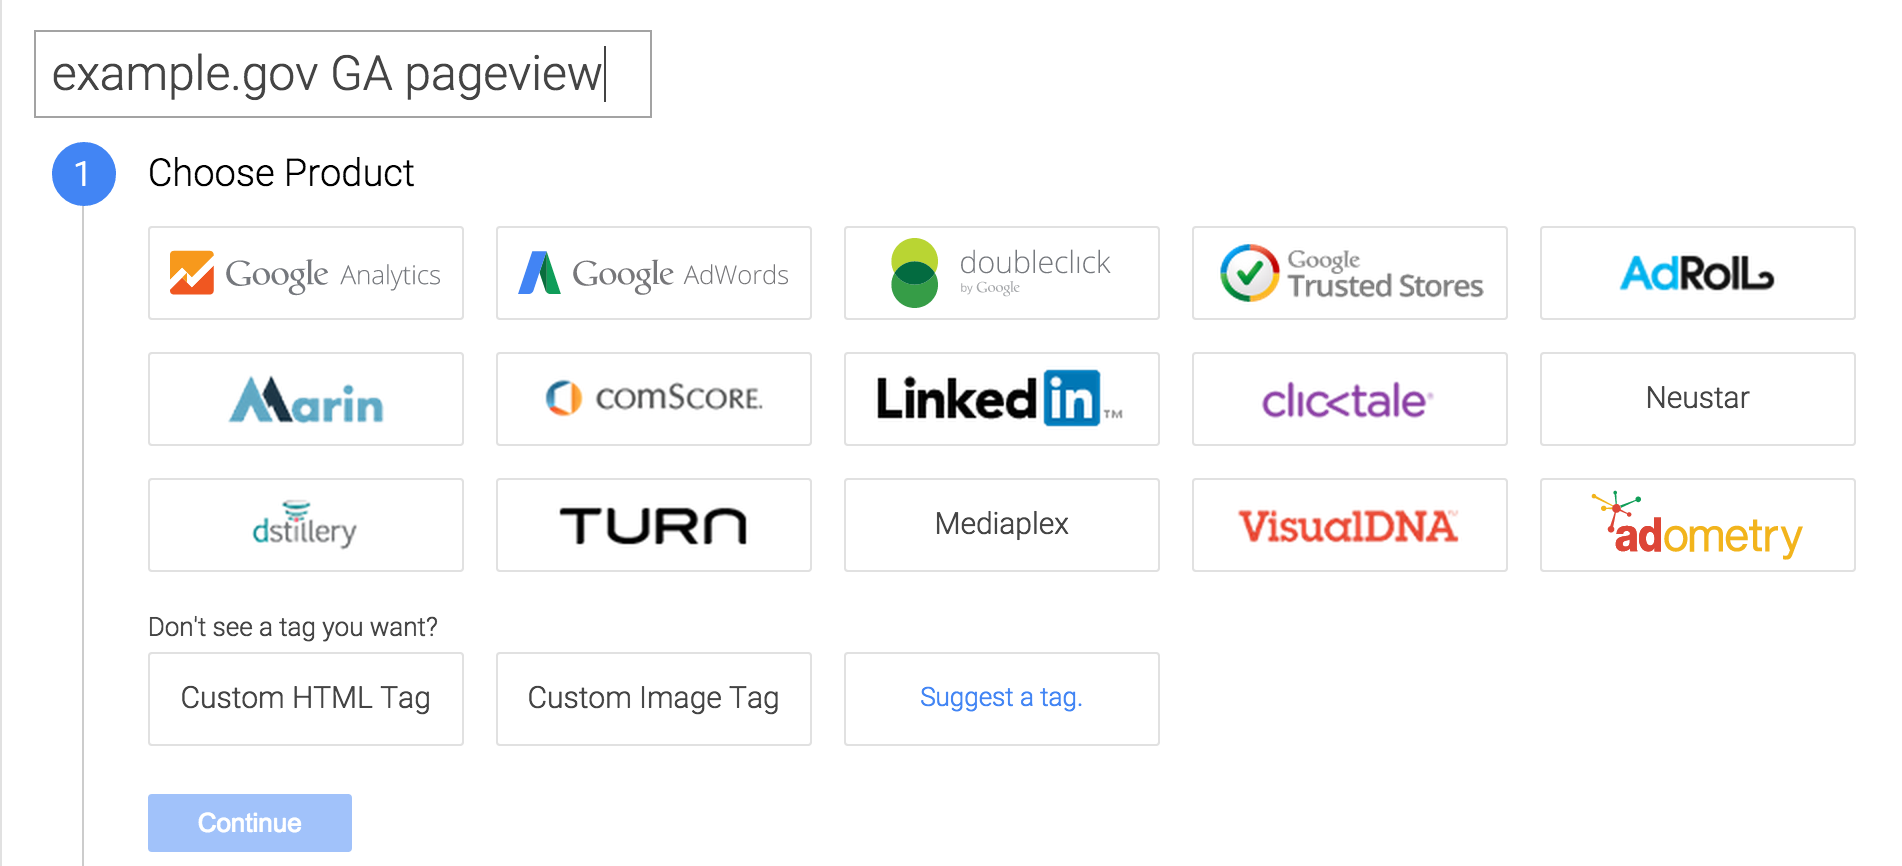 example.gov GA pageview
1 Choose Product
Google Analytics
Google AdWords
doubleclick
by Google
Google
Trusted Stores
AdRoll
Marin
comScore.
Linkedin™
clicktale®
Neustar
dstillery
TURN
Mediaplex
VisualDNA™
adometry
Don't see a tag you want?
Custom HTML Tag
Custom Image Tag
Suggest a tag.
Continue